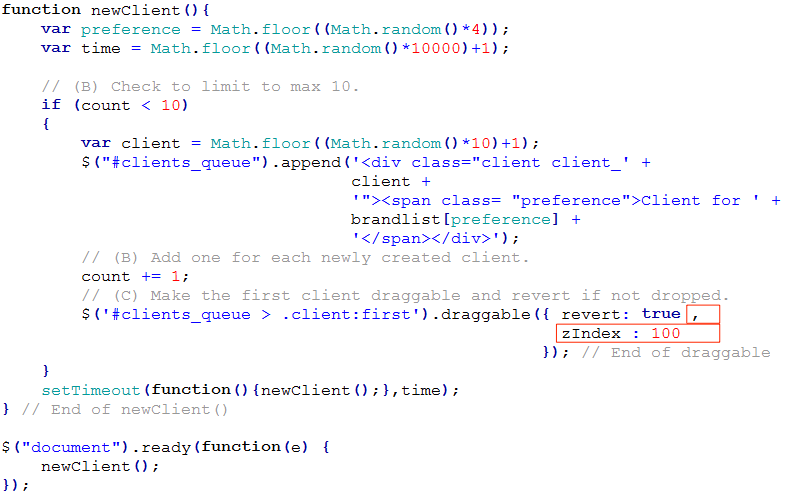 function newClient(){
    var preference = Math.floor((Math.random()*4));
    var time = Math.floor((Math.random()*10000)+1);

    // (B) Check to limit to max 10.
    if (count < 10)
    {
        var client = Math.floor((Math.random()*10)+1);
        $("#clients_queue").append('<div class="client client_' +
                                   client +
                                   '"><span class= "preference">Client for ' +
                                   brandlist[preference] +
                                   '</span></div>');
        // (B) Add one for each newly created client.
        count += 1;
        // (C) Make the first client draggable and revert if not dropped.
        $('#clients_queue > .client:first').draggable({ revert: true ,
                                                        zIndex : 100
                                                      }); // End of draggable
    }
    setTimeout(function(){newClient();},time);
} // End of newClient()

$("document").ready(function(e) {
    newClient();
});